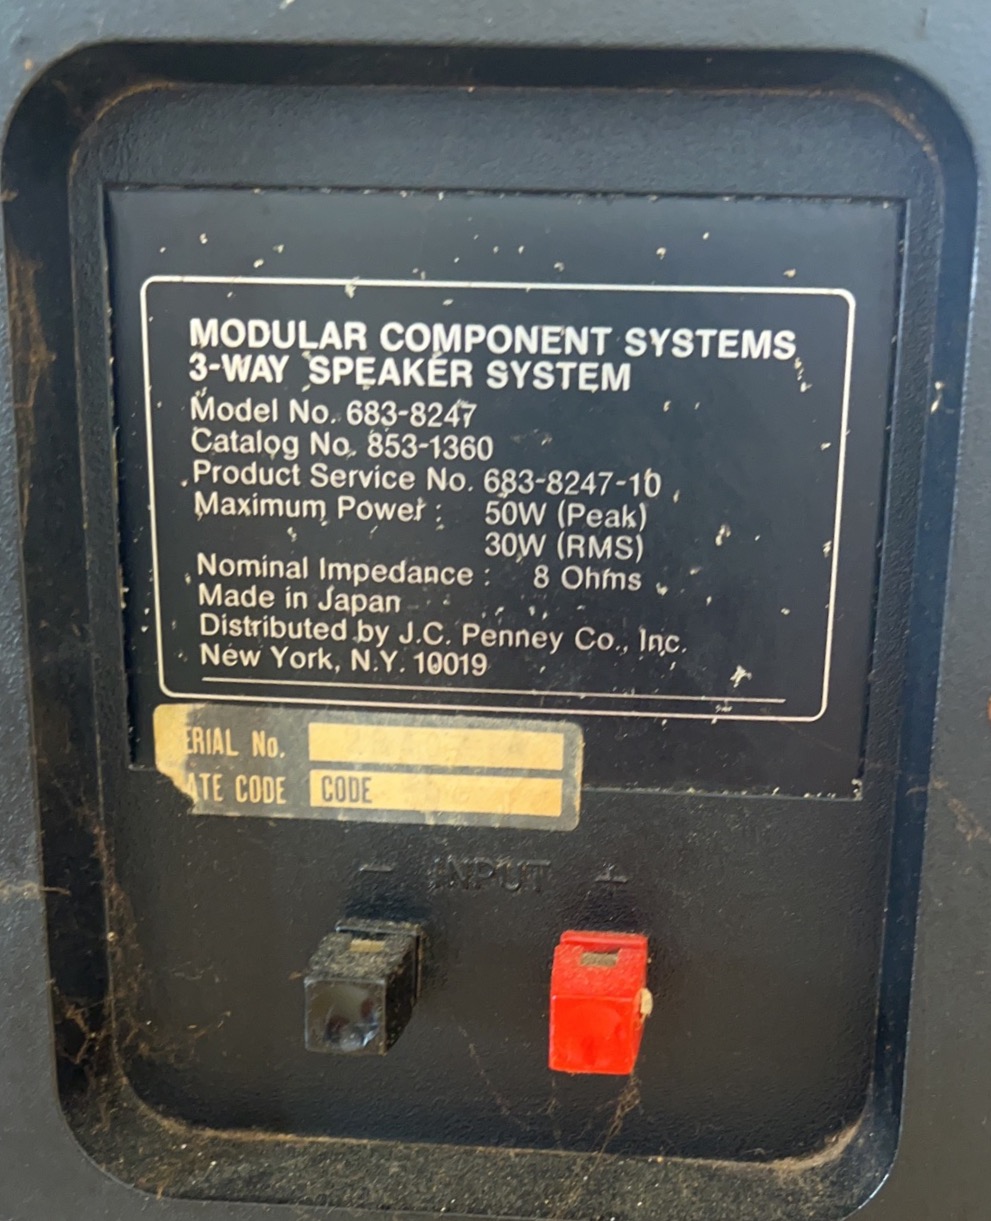 MODULAR COMPONENT SYSTEMS
3-WAY SPEAKER SYSTEM
Model No. 683-8247
Catalog No. 853-1360
Product Service No. 683-8247-10
Maximum Power : 50W (Peak)
30W (RMS)
Nominal Impedance : 8 Ohms
Made in Japan
Distributed by J.C. Penney Co., Inc.
New York, N.Y. 10019
ERIAL No.
ATE CODE CODE
− INPUT +